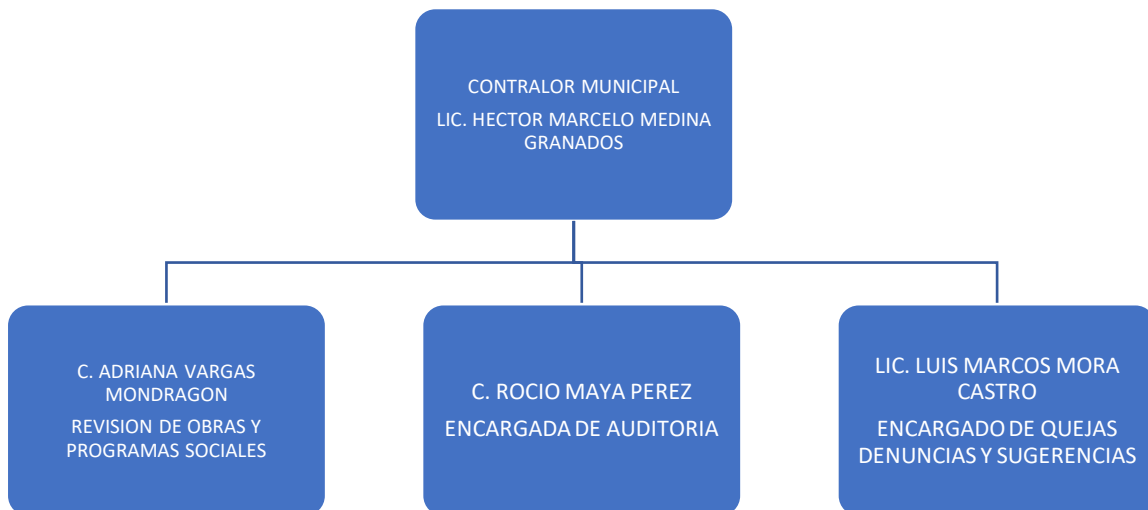 CONTRALOR MUNICIPAL
LIC. HECTOR MARCELO MEDINA
GRANADOS
C. ADRIANA VARGAS
MONDRAGON
REVISION DE OBRAS Y
PROGRAMAS SOCIALES
C. ROCIO MAYA PEREZ
ENCARGADA DE AUDITORIA
LIC. LUIS MARCOS MORA
CASTRO
ENCARGADO DE QUEJAS
DENUNCIAS Y SUGERENCIAS